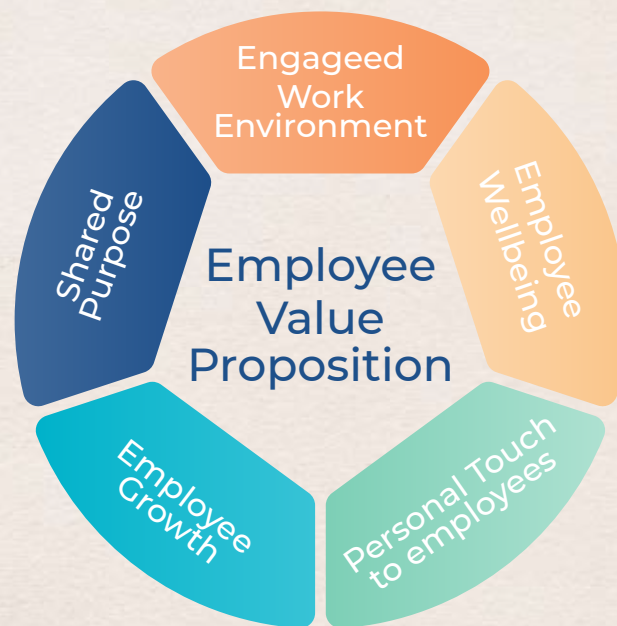 Engageed
Work
Environment
Employee
Wellbeing
Personal Touch
to employees
Employee
Growth
Shared
Purpose
Employee
Value
Proposition